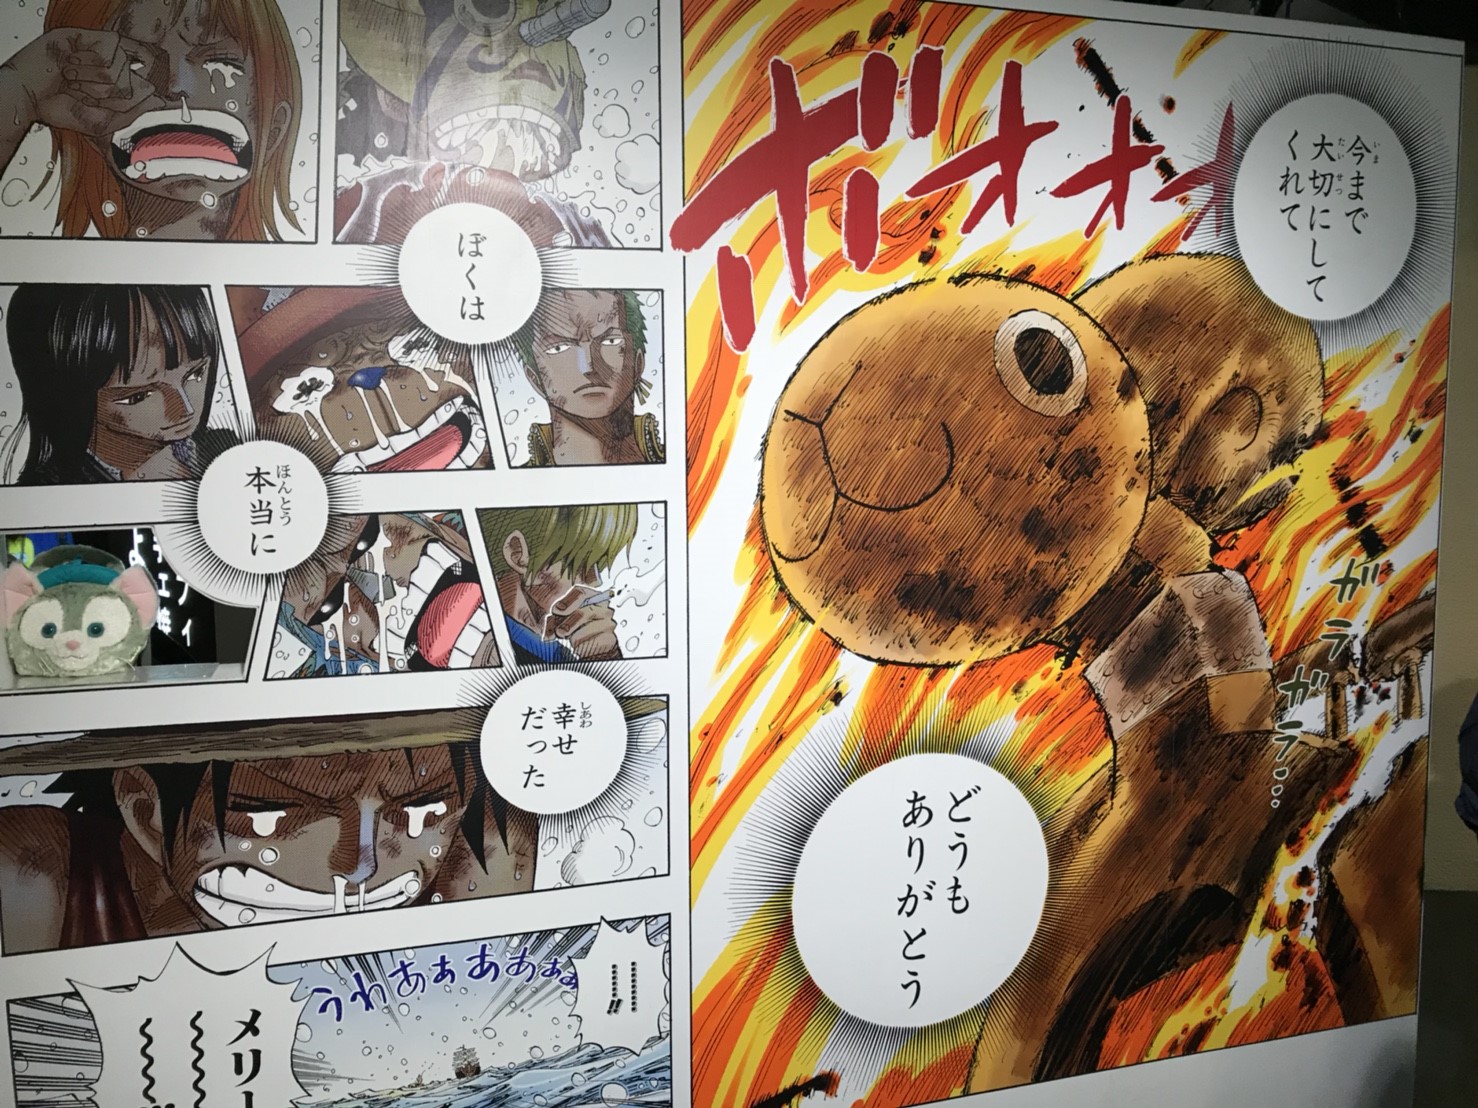 ボオオオ
今まで
大切にして
くれて
どうも
ありがとう
ガラガラ…
ぼくは
本当に
幸せ
だった
…………!!
うわあぁあぁぁ
メリー